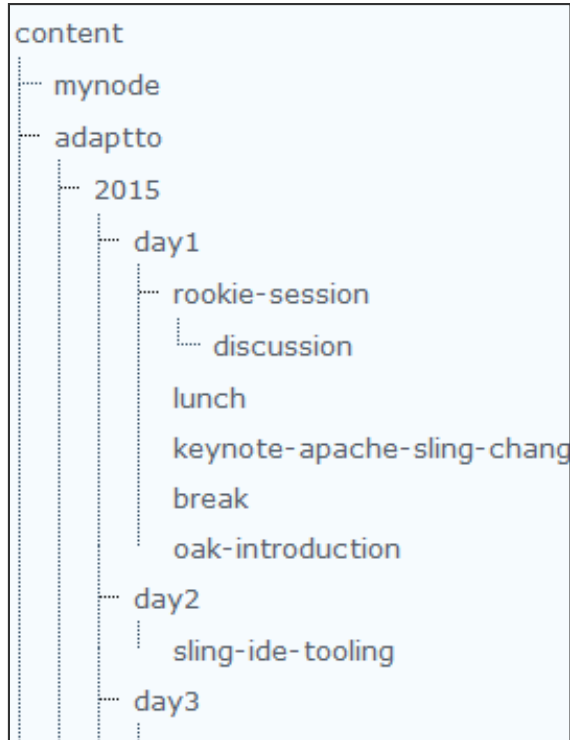 content
mynode
adaptto
2015
day1
rookie-session
discussion
lunch
keynote-apache-sling-chang
break
oak-introduction
day2
sling-ide-tooling
day3